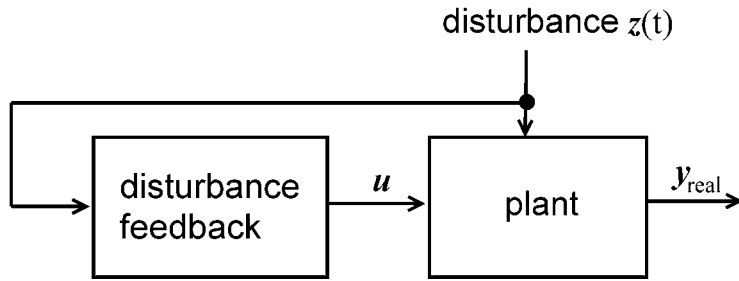 disturbance z(t)
disturbance
feedback
u
plant
y_real